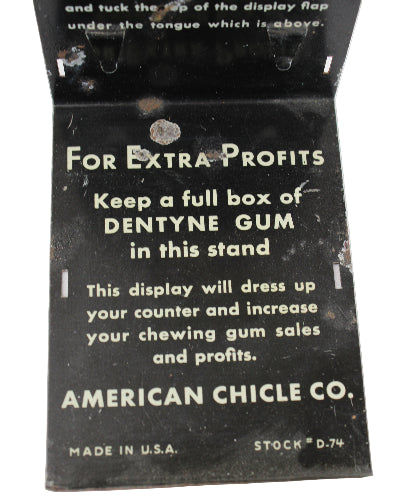 and tuck the top of the display flap
under the tongue which is above.
FOR EXTRA PROFITS
Keep a full box of
DENTYNE GUM
in this stand
This display will dress up
your counter and increase
your chewing gum sales
and profits.
AMERICAN CHICLE CO.
MADE IN U.S.A. STOCK # D-74